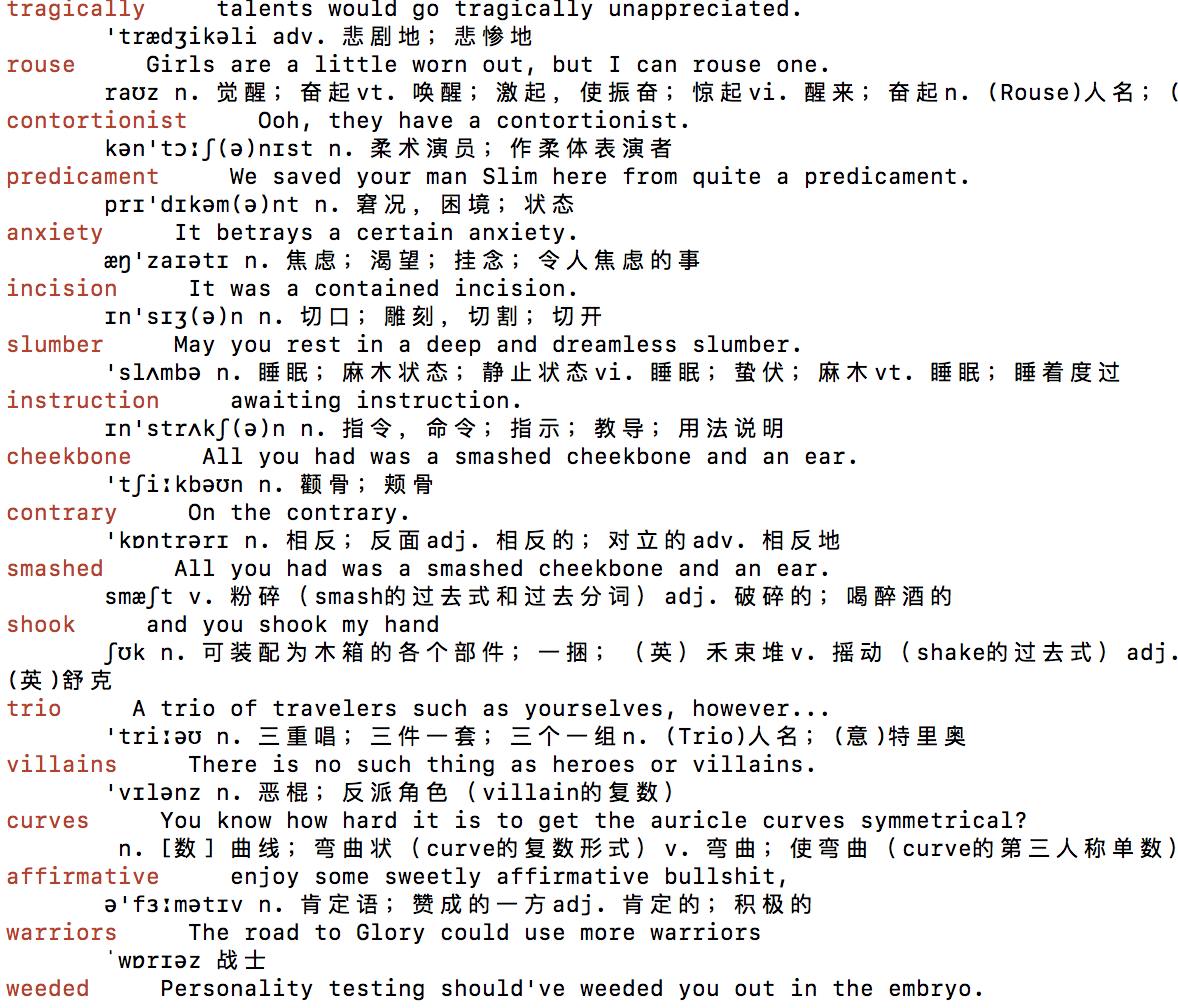 tragically talents would go tragically unappreciated.
'trædʒikəli adv. 悲剧地；悲惨地
rouse Girls are a little worn out, but I can rouse one.
raʊz n. 觉醒；奋起vt. 唤醒；激起，使振奋；惊起vi. 醒来；奋起n. (Rouse)人名；(
contortionist Ooh, they have a contortionist.
kən'tɔːʃ(ə)nɪst n. 柔术演员；作柔体表演者
predicament We saved your man Slim here from quite a predicament.
prɪ'dɪkəm(ə)nt n. 窘况，困境；状态
anxiety It betrays a certain anxiety.
æŋ'zaɪətɪ n. 焦虑；渴望；挂念；令人焦虑的事
incision It was a contained incision.
ɪn'sɪʒ(ə)n n. 切口；雕刻，切割；切开
slumber May you rest in a deep and dreamless slumber.
'slʌmbə n. 睡眠；麻木状态；静止状态vi. 睡眠；蛰伏；麻木vt. 睡眠；睡着度过
instruction awaiting instruction.
ɪn'strʌkʃ(ə)n n. 指令，命令；指示；教导；用法说明
cheekbone All you had was a smashed cheekbone and an ear.
'tʃiːkbəʊn n. 颧骨；颊骨
contrary On the contrary.
'kɒntrərɪ n. 相反；反面adj. 相反的；对立的adv. 相反地
smashed All you had was a smashed cheekbone and an ear.
smæʃt v. 粉碎（smash的过去式和过去分词）adj. 破碎的；喝醉酒的
shook and you shook my hand
ʃʊk n. 可装配为木箱的各个部件；一捆；（英）禾束堆v. 摇动（shake的过去式）adj.
(英)舒克
trio A trio of travelers such as yourselves, however...
'triːəʊ n. 三重唱；三件一套；三个一组n. (Trio)人名；(意)特里奥
villains There is no such thing as heroes or villains.
'vɪlənz n. 恶棍；反派角色（villain的复数）
curves You know how hard it is to get the auricle curves symmetrical?
n. [数] 曲线；弯曲状（curve的复数形式）v. 弯曲；使弯曲（curve的第三人称单数）
affirmative enjoy some sweetly affirmative bullshit,
ə'fɜːmətɪv n. 肯定语；赞成的一方adj. 肯定的；积极的
warriors The road to Glory could use more warriors
ˈwɒrɪəz 战士
weeded Personality testing should've weeded you out in the embryo.